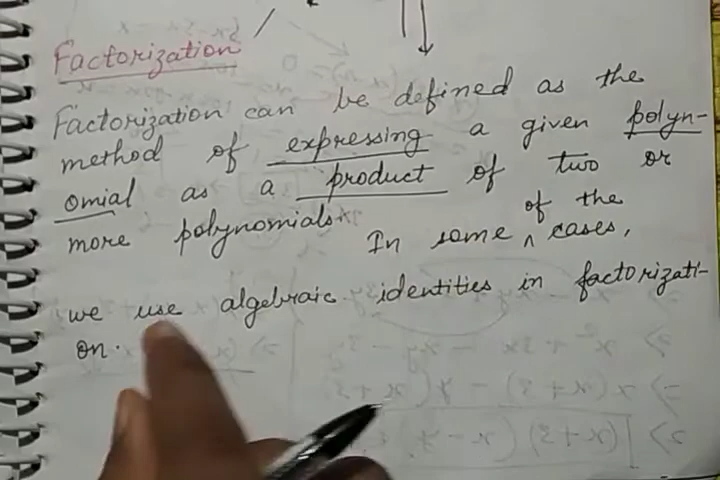 Factorization
Factorization can be defined as the
method of expressing a given polyn-
omial as a product of two or
more polynomials. In some of the cases,
we use algebraic identities in factorizati-
on.